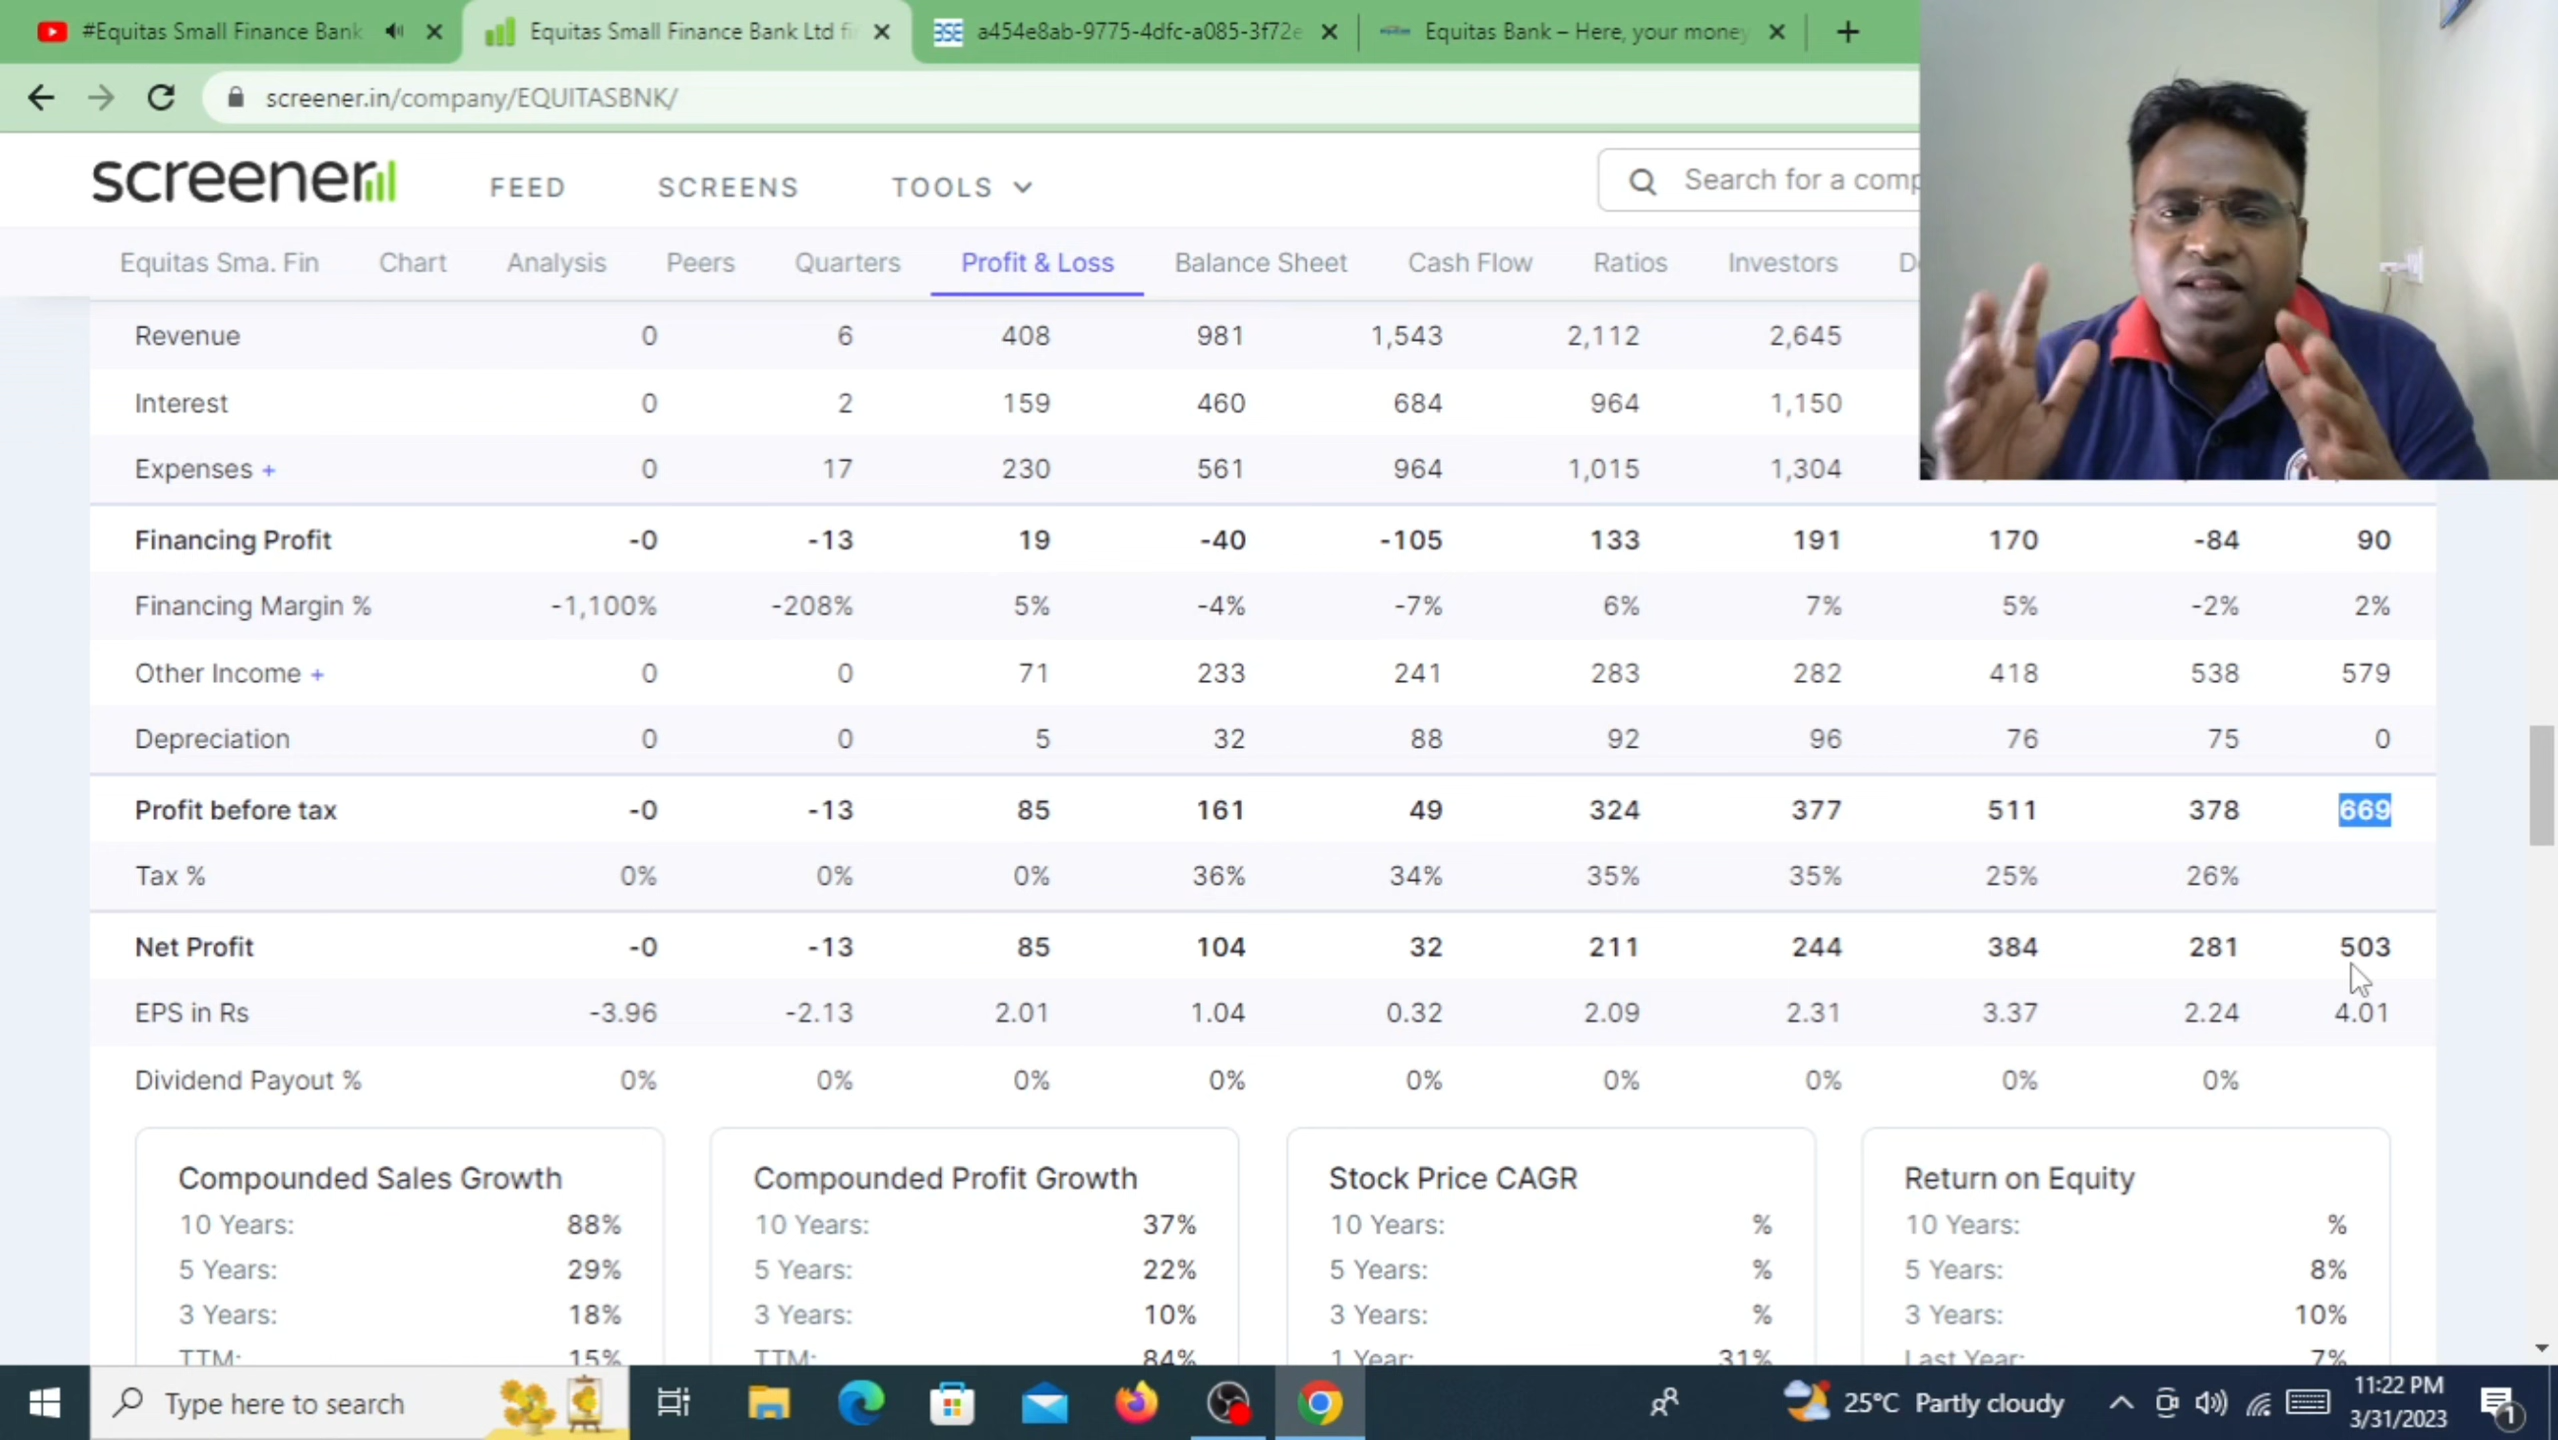 #Equitas Small Finance Bank
Equitas Small Finance Bank Ltd fi
BSE a454e8ab-9775-4dfc-a085-3f72e
Equitas Bank – Here, your money
screener.in/company/EQUITASBNK/
screener FEED SCREENS TOOLS Search for a comp
Equitas Sma. Fin Chart Analysis Peers Quarters Profit & Loss Balance Sheet Cash Flow Ratios Investors
Revenue 0 6 408 981 1,543 2,112 2,645
Interest 0 2 159 460 684 964 1,150
Expenses + 0 17 230 561 964 1,015 1,304
Financing Profit -0 -13 19 -40 -105 133 191 170 -84 90
Financing Margin % -1,100% -208% 5% -4% -7% 6% 7% 5% -2% 2%
Other Income + 0 0 71 233 241 283 282 418 538 579
Depreciation 0 0 5 32 88 92 96 76 75 0
Profit before tax -0 -13 85 161 49 324 377 511 378 669
Tax % 0% 0% 0% 36% 34% 35% 35% 25% 26%
Net Profit -0 -13 85 104 32 211 244 384 281 503
EPS in Rs -3.96 -2.13 2.01 1.04 0.32 2.09 2.31 3.37 2.24 4.01
Dividend Payout % 0% 0% 0% 0% 0% 0% 0% 0% 0%
Compounded Sales Growth
10 Years: 88%
5 Years: 29%
3 Years: 18%
TTM: 15%
Compounded Profit Growth
10 Years: 37%
5 Years: 22%
3 Years: 10%
TTM: 84%
Stock Price CAGR
10 Years: %
5 Years: %
3 Years: %
1 Year: 31%
Return on Equity
10 Years: %
5 Years: 8%
3 Years: 10%
Last Year: 7%
Type here to search
25°C Partly cloudy
11:22 PM
3/31/2023
1